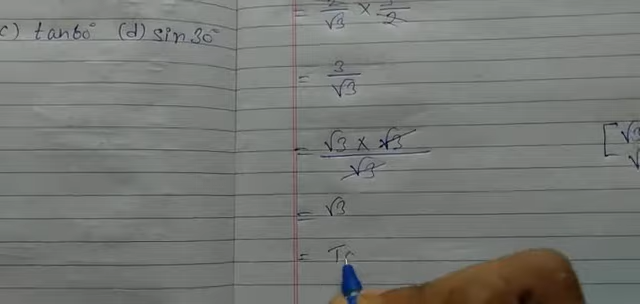 c) tan60° (d) sin30°
= 2/√3 × 3/2
= 3/√3
= √3 × √3/√3
= √3
= T